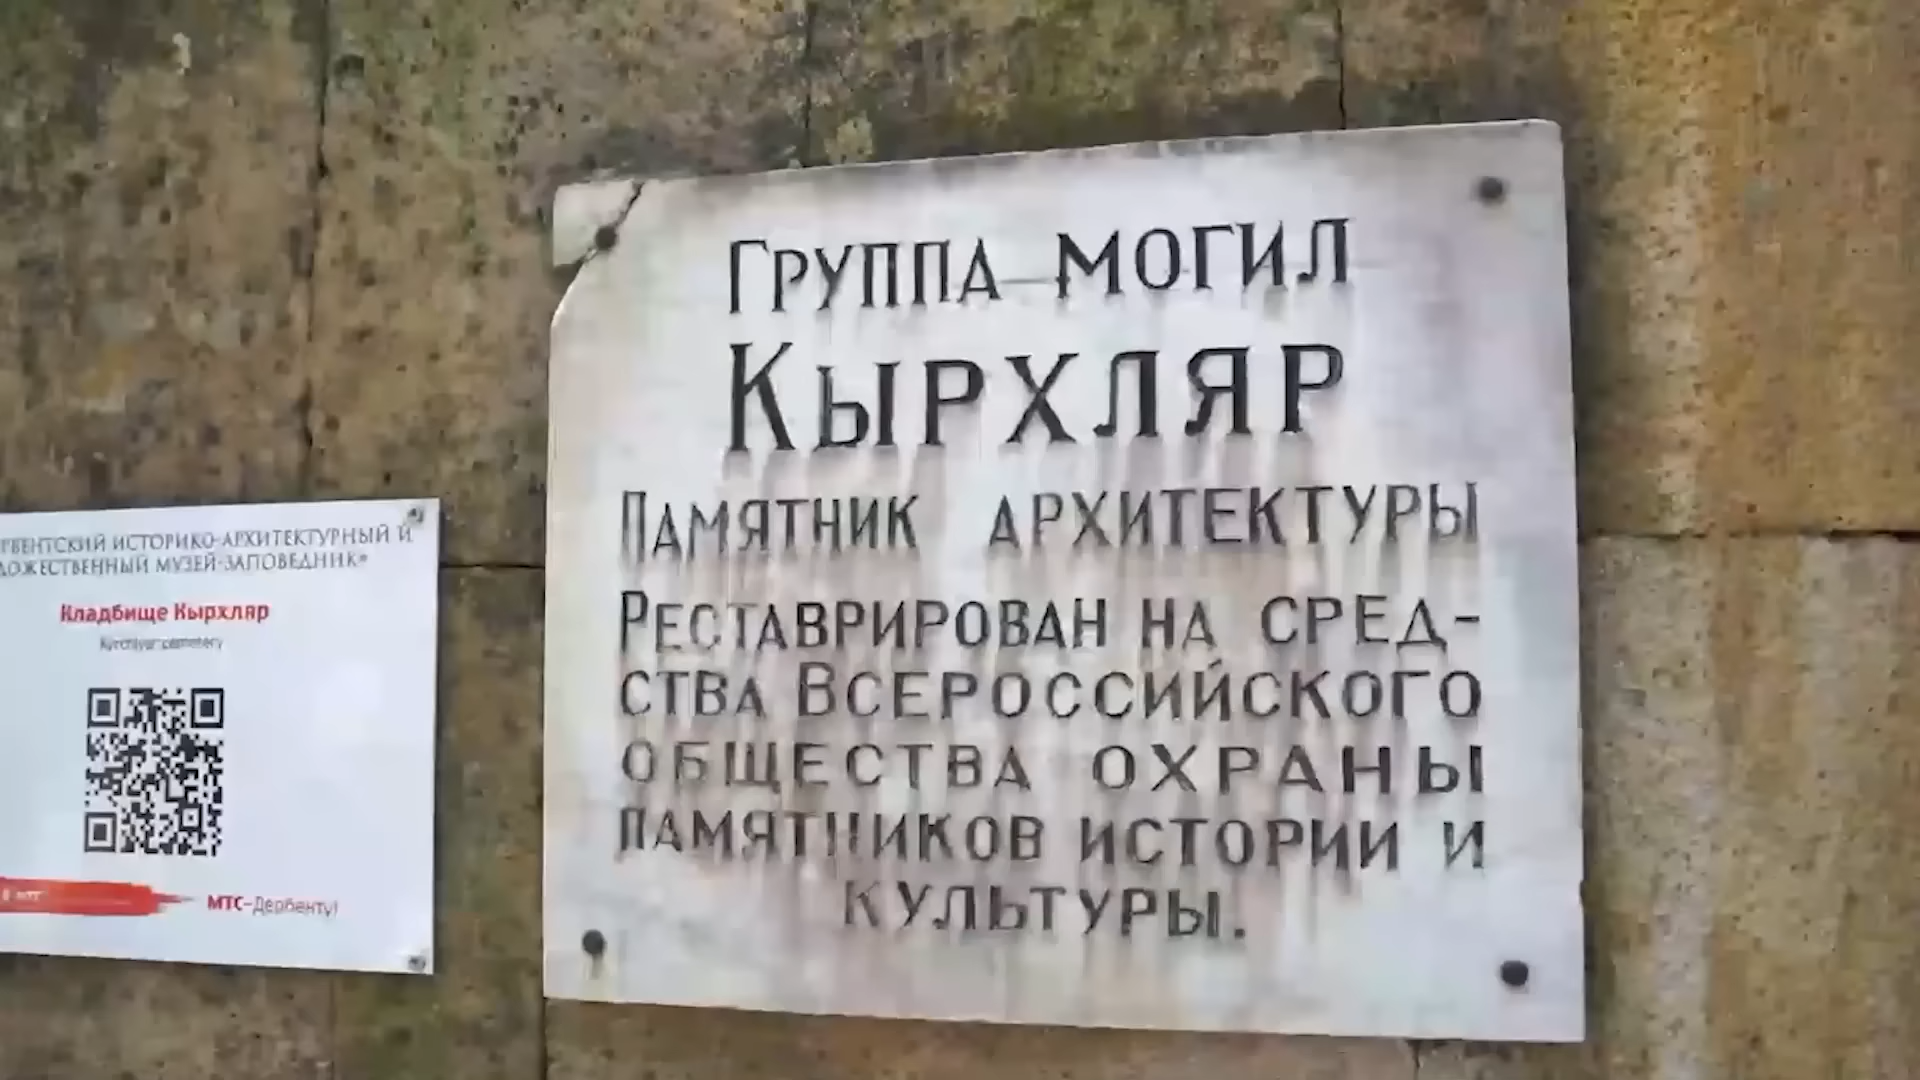 ГРУППА МОГИЛ
КЫРХЛЯР
ПАМЯТНИК АРХИТЕКТУРЫ
РЕСТАВРИРОВАН НА СРЕД-
СТВА ВСЕРОССИЙСКОГО
ОБЩЕСТВА ОХРАНЫ
ПАМЯТНИКОВ ИСТОРИИ И
КУЛЬТУРЫ.
РБЕНТСКИЙ ИСТОРИКО-АРХИТЕКТУРНЫЙ И
ДОЖЕСТВЕННЫЙ МУЗЕЙ-ЗАПОВЕДНИК»
Кладбище Кырхляр
cemetery
МТС-Дербенту!